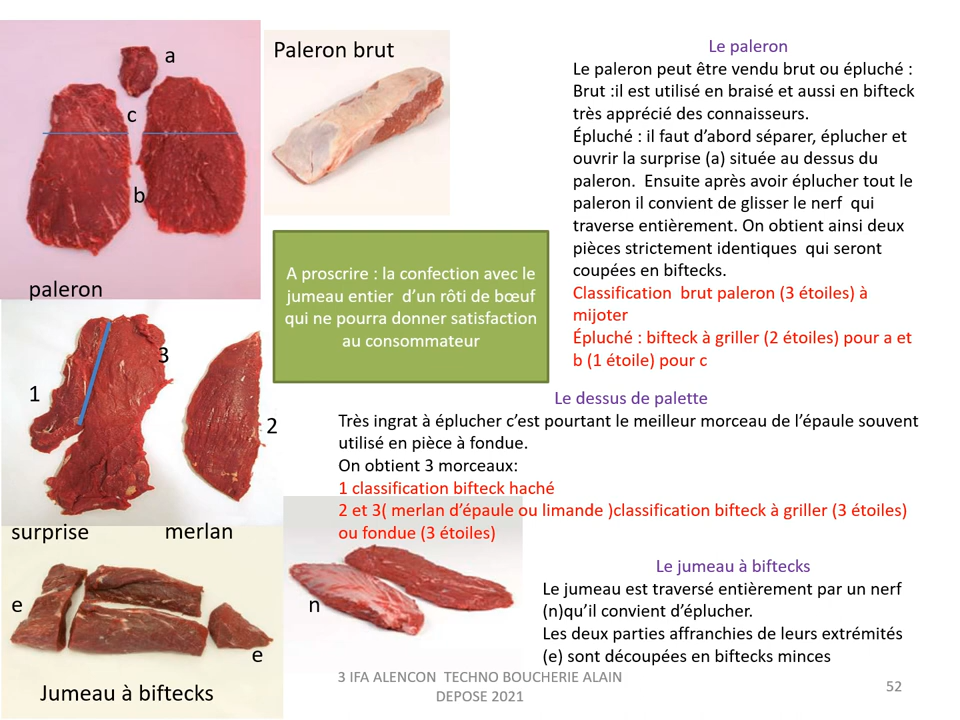 a
c
b
paleron
Paleron brut
Le paleron
Le paleron peut être vendu brut ou épluché :
Brut :il est utilisé en braisé et aussi en bifteck
très apprécié des connaisseurs.
Épluché : il faut d’abord séparer, éplucher et
ouvrir la surprise (a) située au dessus du
paleron.  Ensuite après avoir éplucher tout le
paleron il convient de glisser le nerf  qui
traverse entièrement. On obtient ainsi deux
pièces strictement identiques  qui seront
coupées en biftecks.
Classification  brut paleron (3 étoiles) à
mijoter
Épluché : bifteck à griller (2 étoiles) pour a et
b (1 étoile) pour c
A proscrire : la confection avec le
jumeau entier  d’un rôti de bœuf
qui ne pourra donner satisfaction
au consommateur
1
3
2
surprise
merlan
Le dessus de palette
Très ingrat à éplucher c’est pourtant le meilleur morceau de l’épaule souvent
utilisé en pièce à fondue.
On obtient 3 morceaux:
1 classification bifteck haché
2 et 3( merlan d’épaule ou limande )classification bifteck à griller (3 étoiles)
ou fondue (3 étoiles)
e
e
Jumeau à biftecks
n
Le jumeau à biftecks
Le jumeau est traversé entièrement par un nerf
(n)qu’il convient d’éplucher.
Les deux parties affranchies de leurs extrémités
(e) sont découpées en biftecks minces
3 IFA ALENCON  TECHNO BOUCHERIE ALAIN
DEPOSE 2021
52